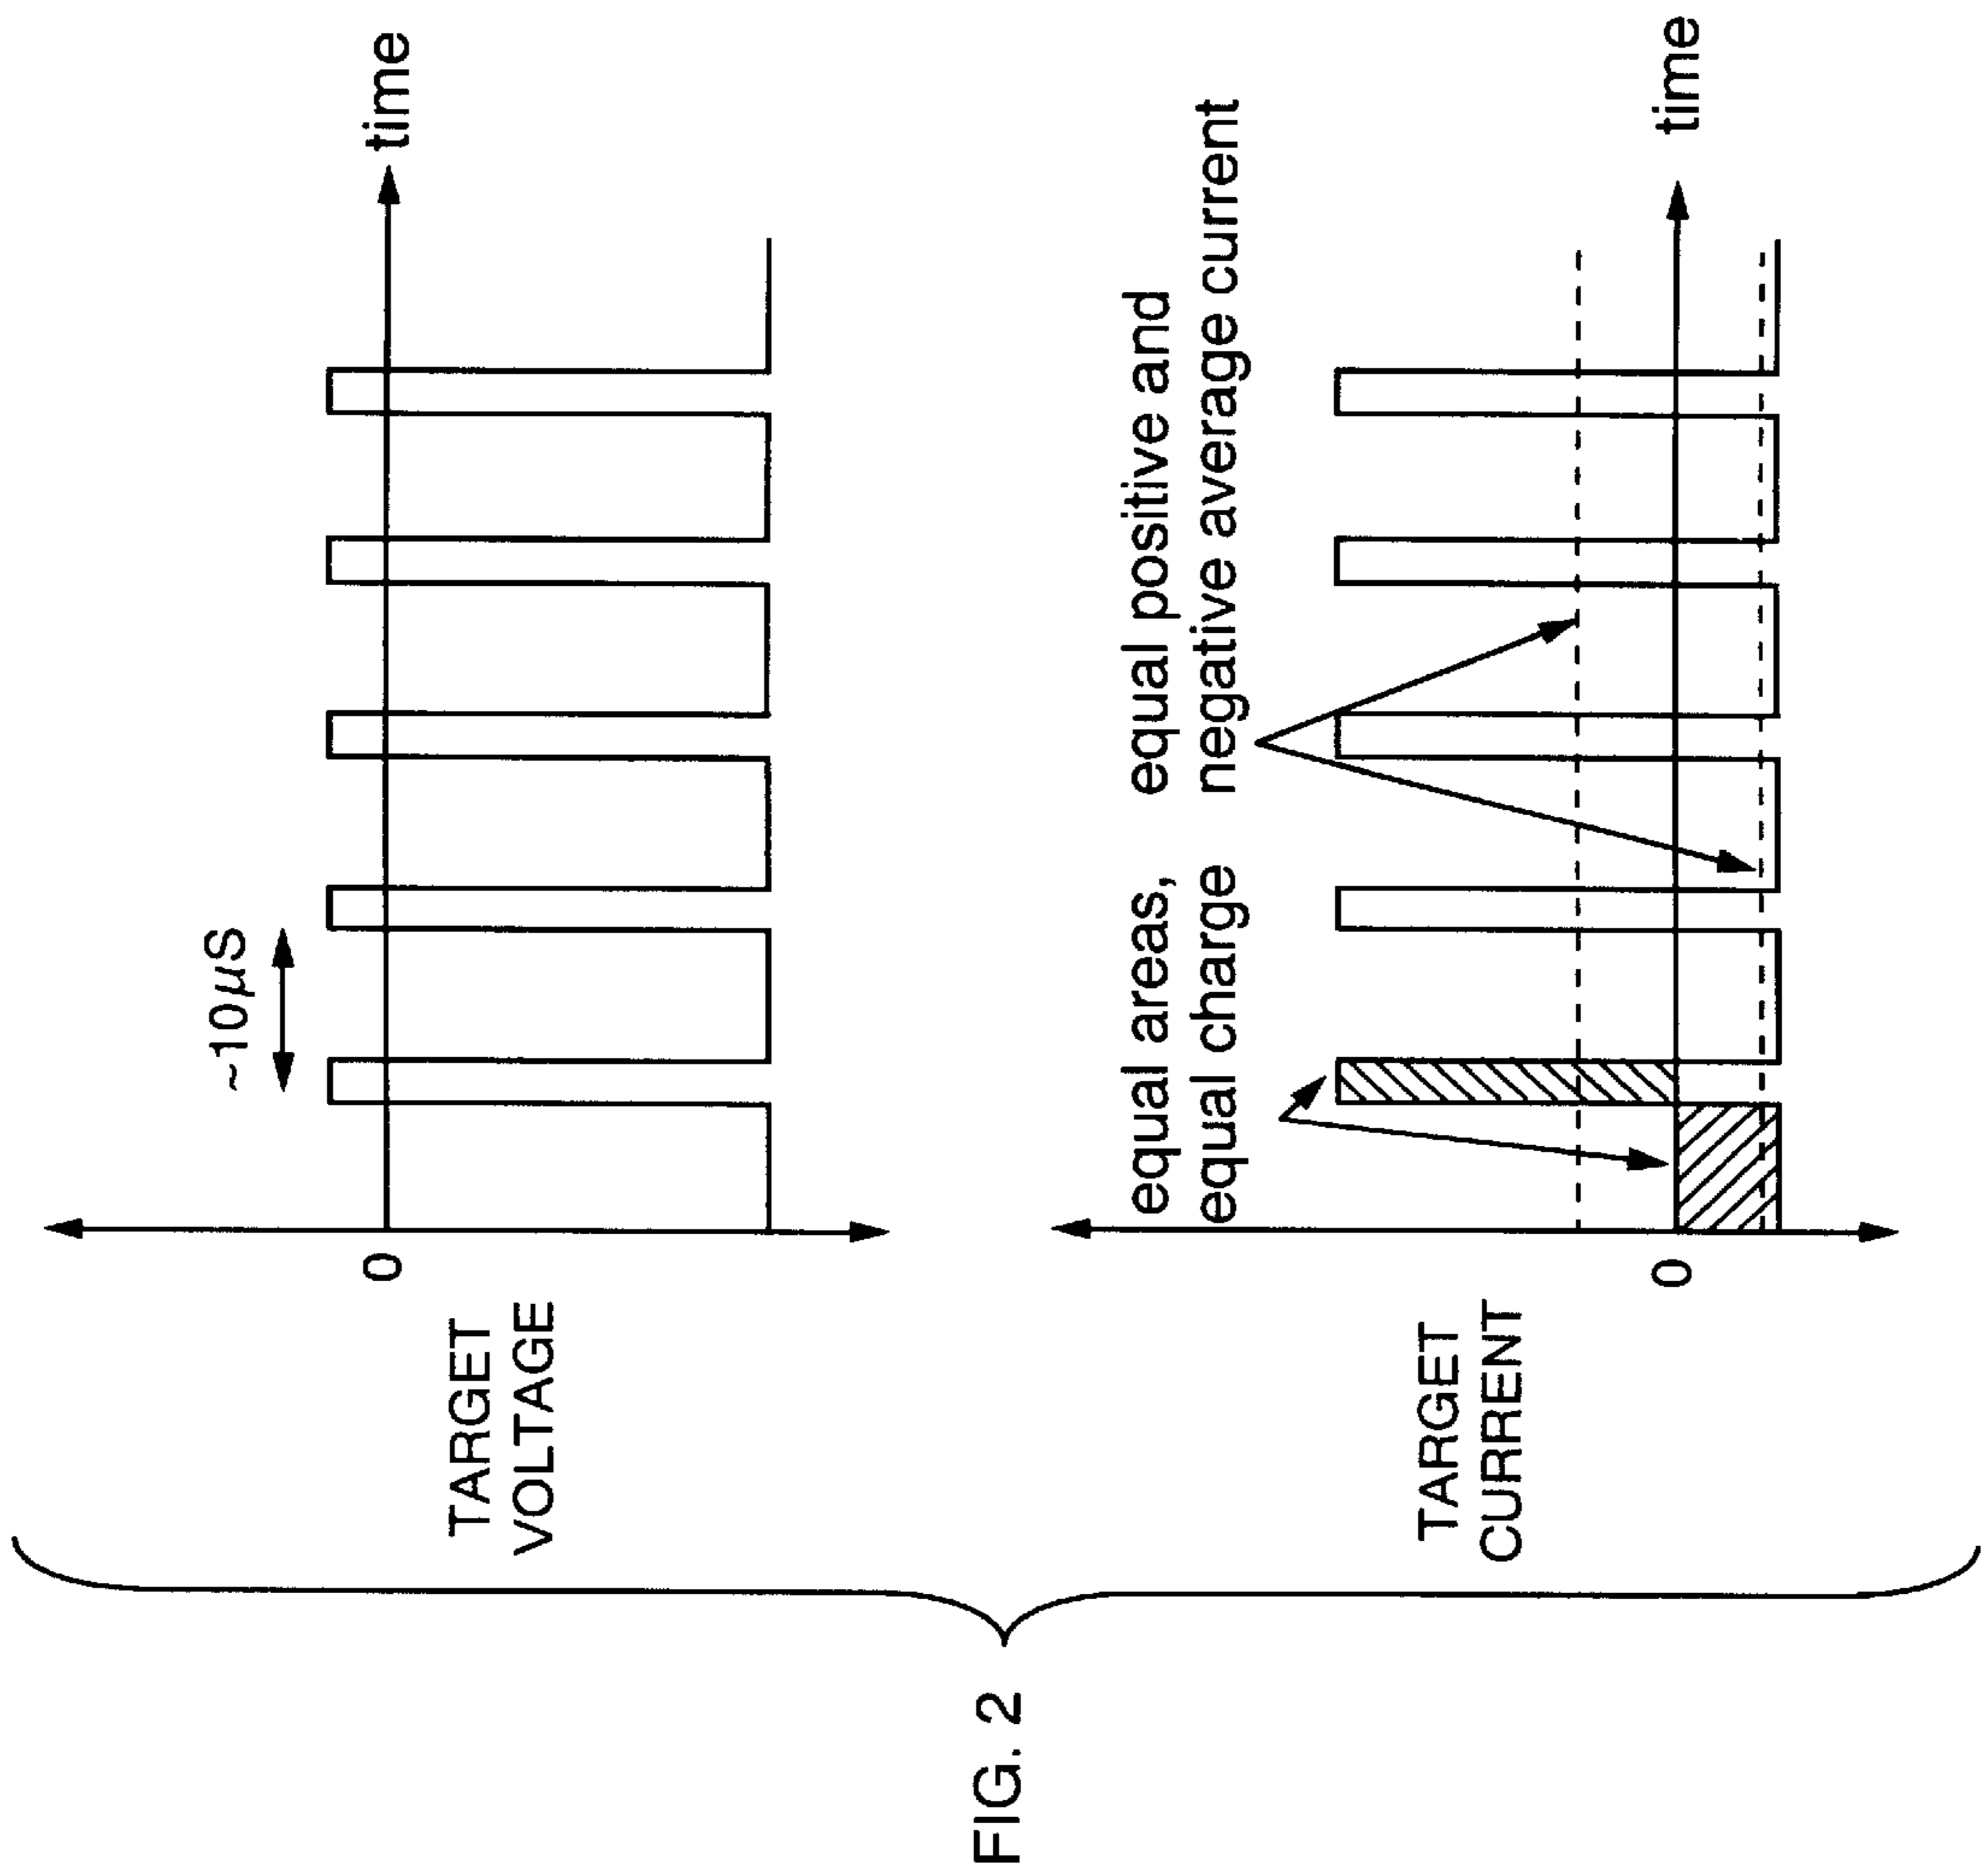 ~10µS
time
0
TARGET
VOLTAGE
equal areas,
equal charge
equal positive and
negative average current
time
0
TARGET
CURRENT
FIG. 2